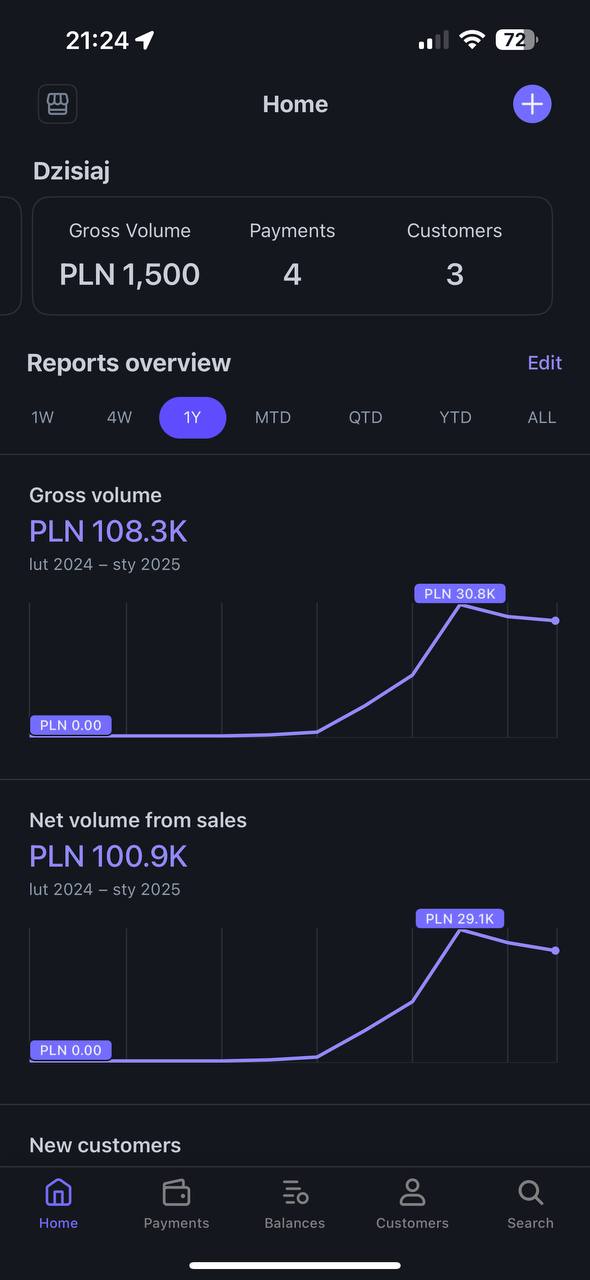 21:24
72
Home
Dzisiaj
Gross Volume Payments Customers
PLN 1,500 4 3
Reports overview Edit
1W 4W 1Y MTD QTD YTD ALL
Gross volume
PLN 108.3K
lut 2024 – sty 2025
PLN 30.8K
PLN 0.00
Net volume from sales
PLN 100.9K
lut 2024 – sty 2025
PLN 29.1K
PLN 0.00
New customers
Home Payments Balances Customers Search